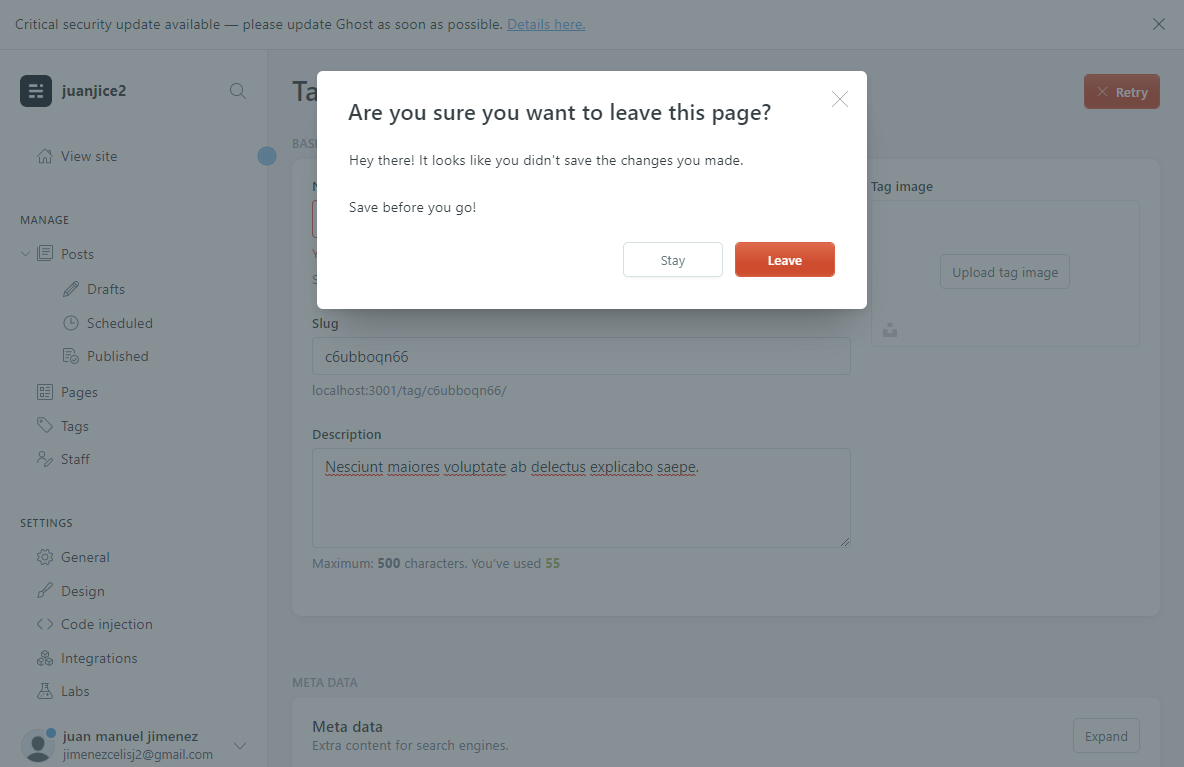 Critical security update available — please update Ghost as soon as possible. Details here.
juanjice2
Retry
Are you sure you want to leave this page?
Hey there! It looks like you didn't save the changes you made.
Save before you go!
Stay
Leave
View site
MANAGE
Posts
Drafts
Scheduled
Published
Pages
Tags
Staff
SETTINGS
General
Design
Code injection
Integrations
Labs
juan manuel jimenez
jimenezcelisj2@gmail.com
Tag image
Upload tag image
Slug
c6ubboqn66
localhost:3001/tag/c6ubboqn66/
Description
Nesciunt maiores voluptate ab delectus explicabo saepe.
Maximum: 500 characters. You've used 55
META DATA
Meta data
Extra content for search engines.
Expand